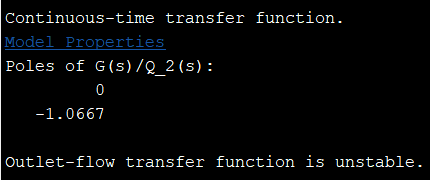 Continuous-time transfer function.
Model Properties
Poles of G(s)/Q_2(s):
0
-1.0667
Outlet-flow transfer function is unstable.